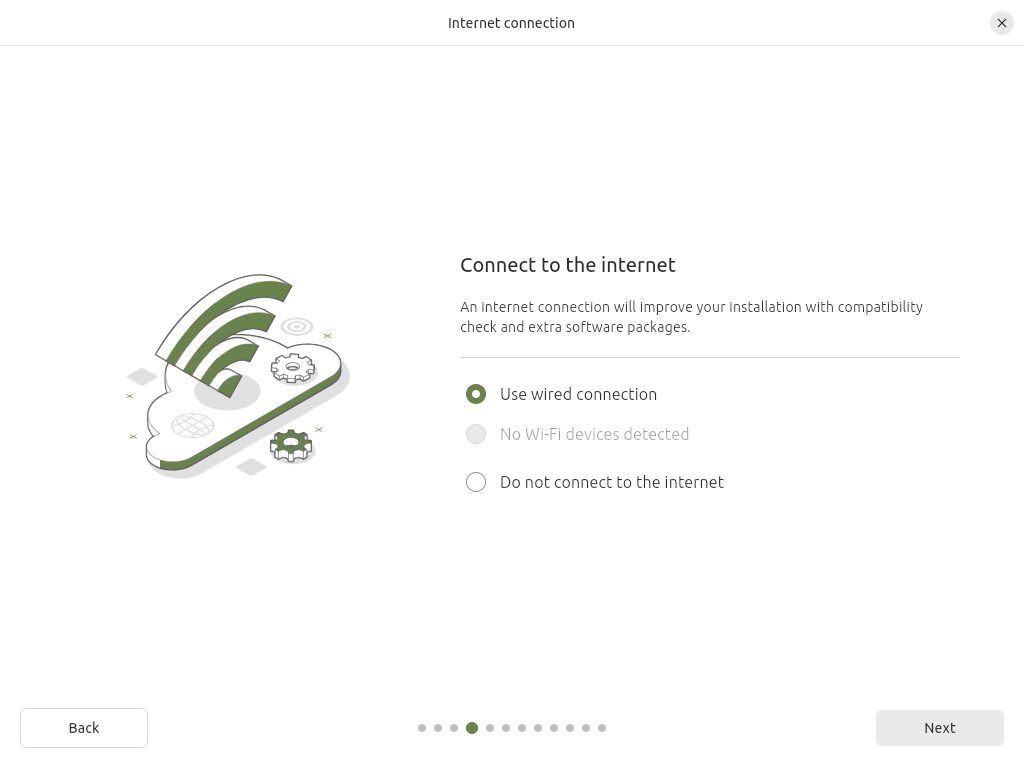 Internet connection
Connect to the internet
An internet connection will improve your installation with compatibility
check and extra software packages.
Use wired connection
No Wi-Fi devices detected
Do not connect to the internet
Back
Next